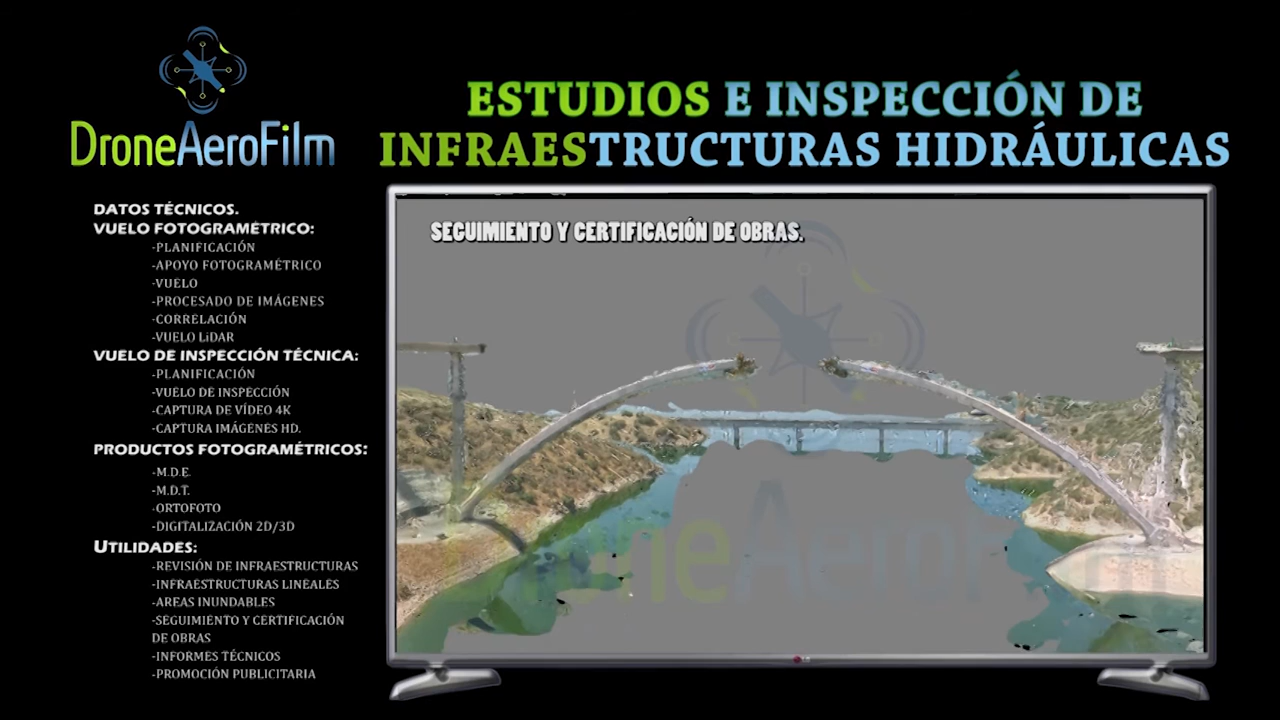 DroneAeroFilm
ESTUDIOS E INSPECCIÓN DE
INFRAESTRUCTURAS HIDRÁULICAS
DATOS TÉCNICOS.
VUELO FOTOGRAMÉTRICO:
-PLANIFICACIÓN
-APOYO FOTOGRAMÉTRICO
-VUELO
-PROCESADO DE IMÁGENES
-CORRELACIÓN
-VUELO LiDAR
VUELO DE INSPECCIÓN TÉCNICA:
-PLANIFICACIÓN
-VUELO DE INSPECCIÓN
-CAPTURA DE VÍDEO 4K
-CAPTURA IMÁGENES HD.
PRODUCTOS FOTOGRAMÉTRICOS:
-M.D.E.
-M.D.T.
-ORTOFOTO
-DIGITALIZACIÓN 2D/3D
UTILIDADES:
-REVISIÓN DE INFRAESTRUCTURAS
-INFRAESTRUCTURAS LINEALES
-AREAS INUNDABLES
-SEGUIMIENTO Y CERTIFICACIÓN
DE OBRAS
-INFORMES TÉCNICOS
-PROMOCIÓN PUBLICITARIA
SEGUIMIENTO Y CERTIFICACIÓN DE OBRAS.
DroneAeroFilm
LG